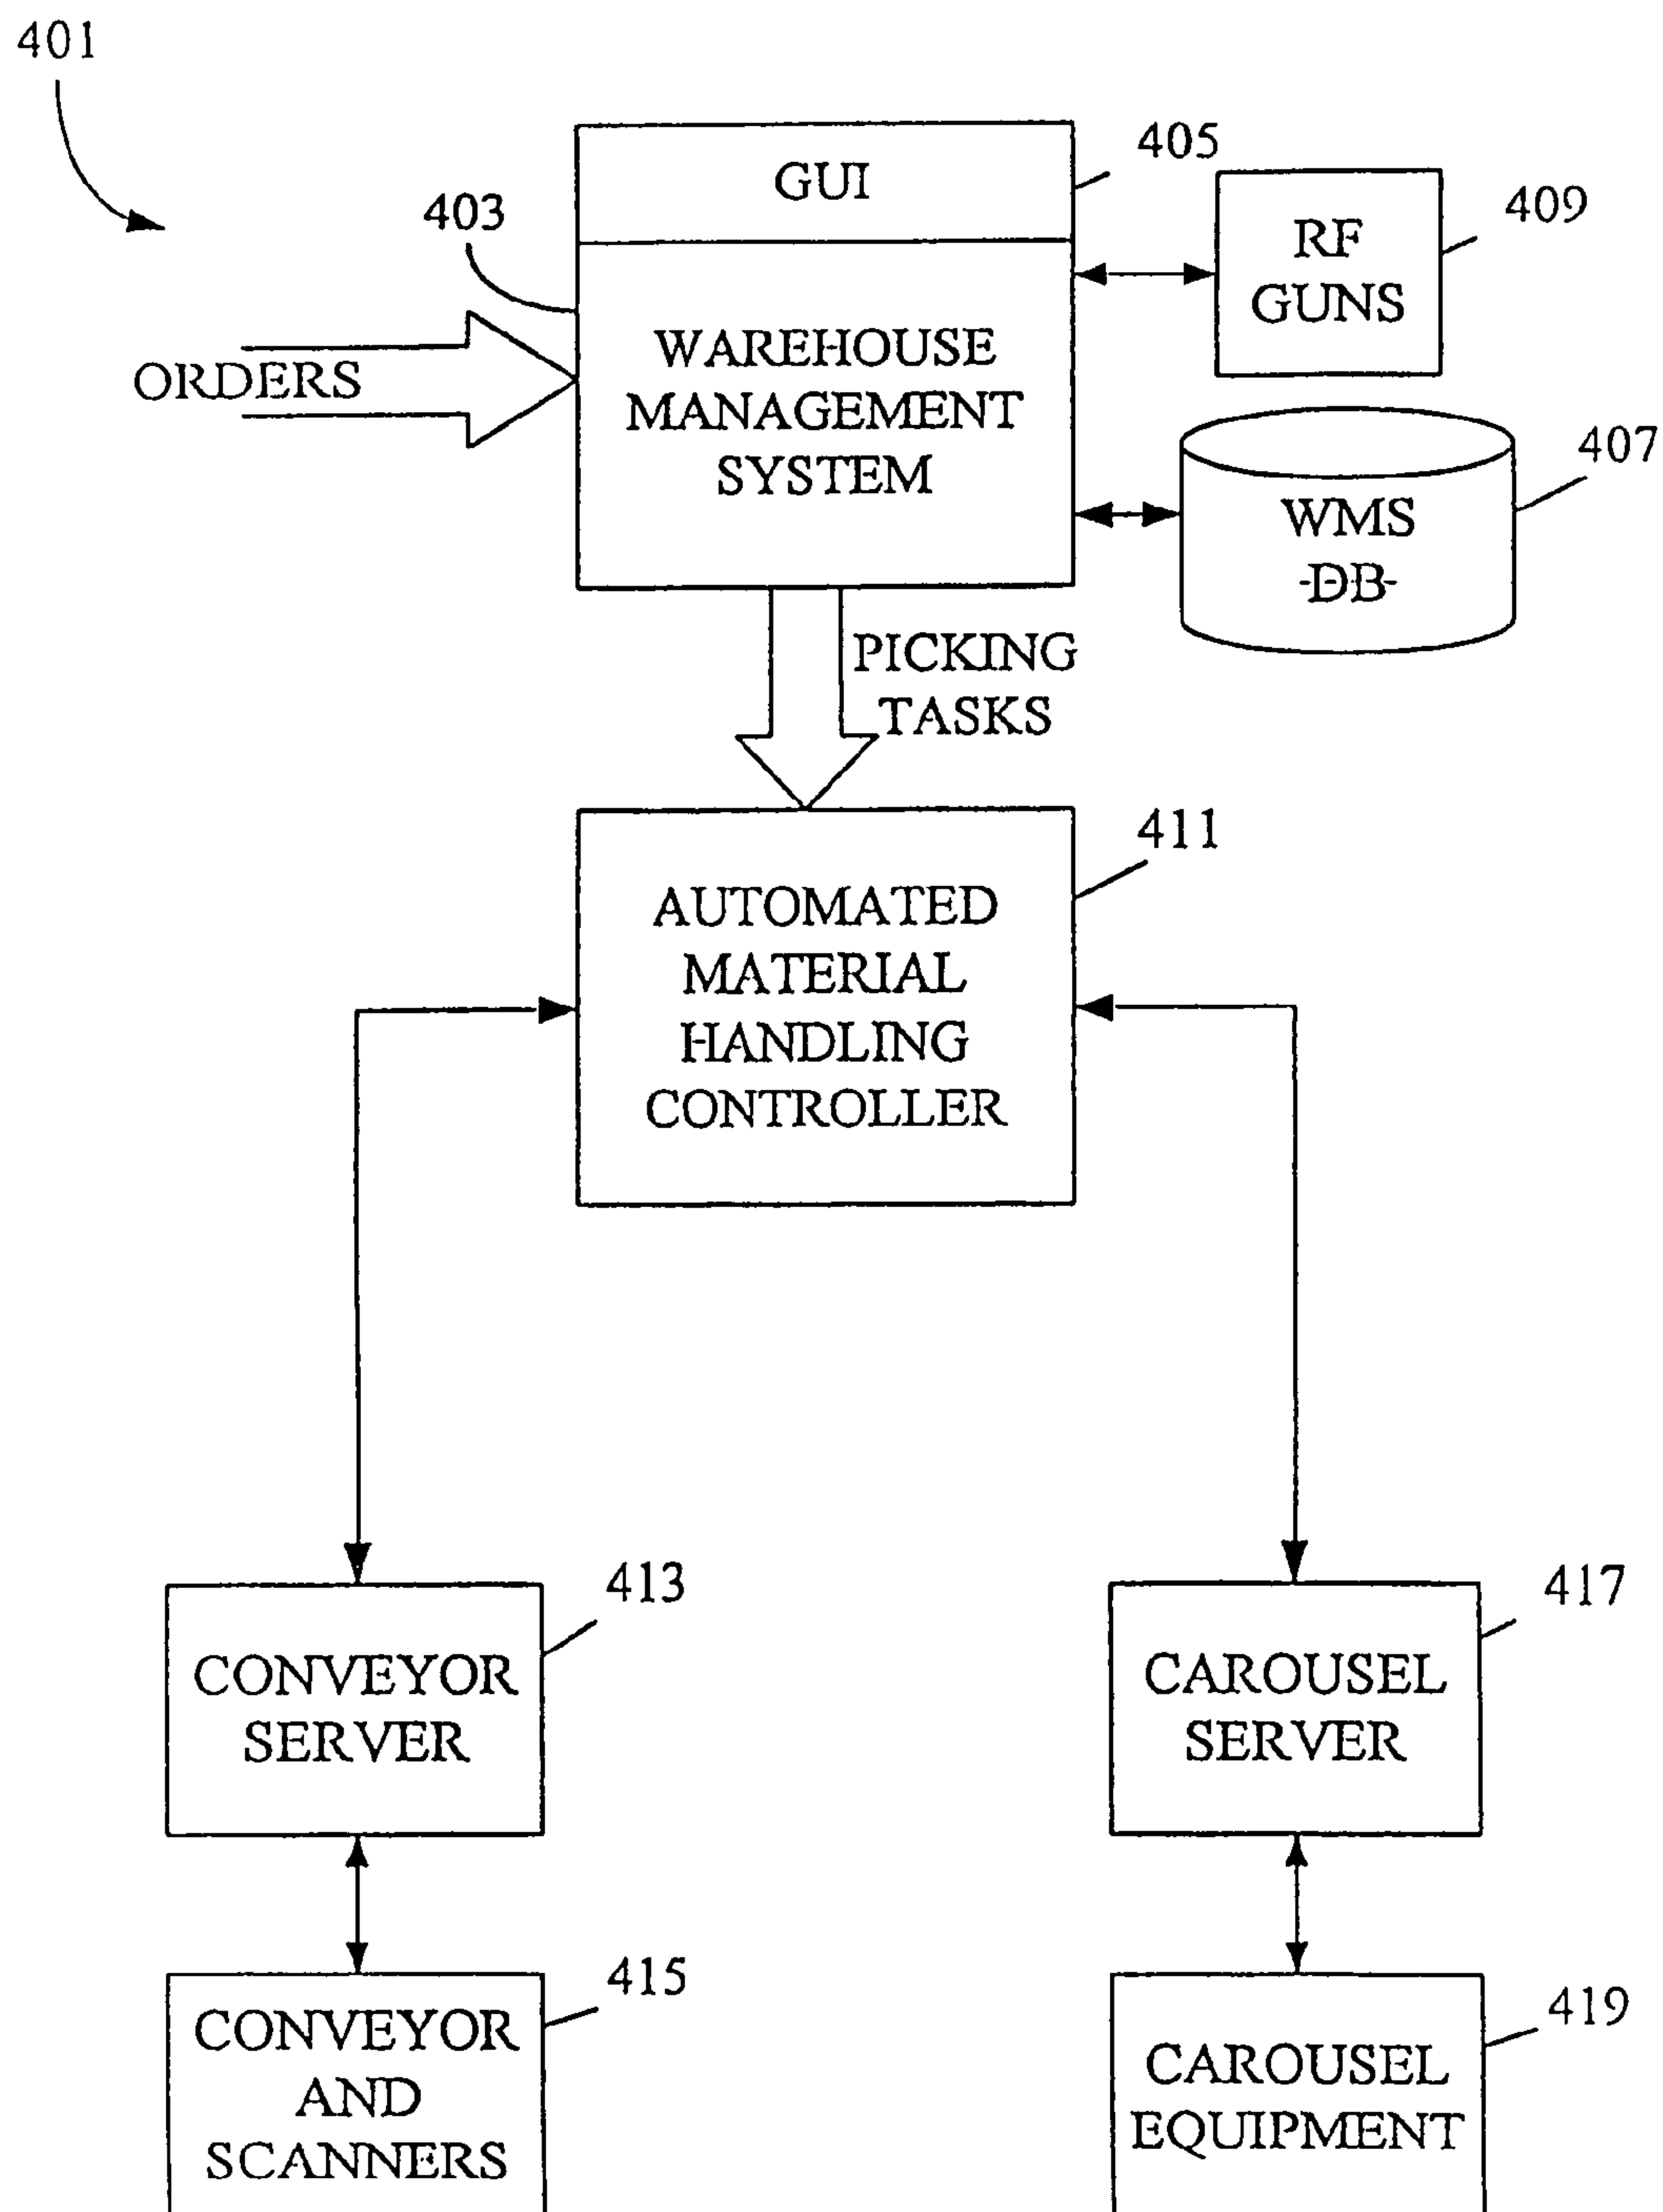 401
GUI
405
403
RF
GUNS
409
ORDERS
WAREHOUSE
MANAGEMENT
SYSTEM
407
WMS
DB
PICKING
TASKS
411
AUTOMATED
MATERIAL
HANDLING
CONTROLLER
413
CONVEYOR
SERVER
417
CAROUSEL
SERVER
415
CONVEYOR
AND
SCANNERS
419
CAROUSEL
EQUIPMENT